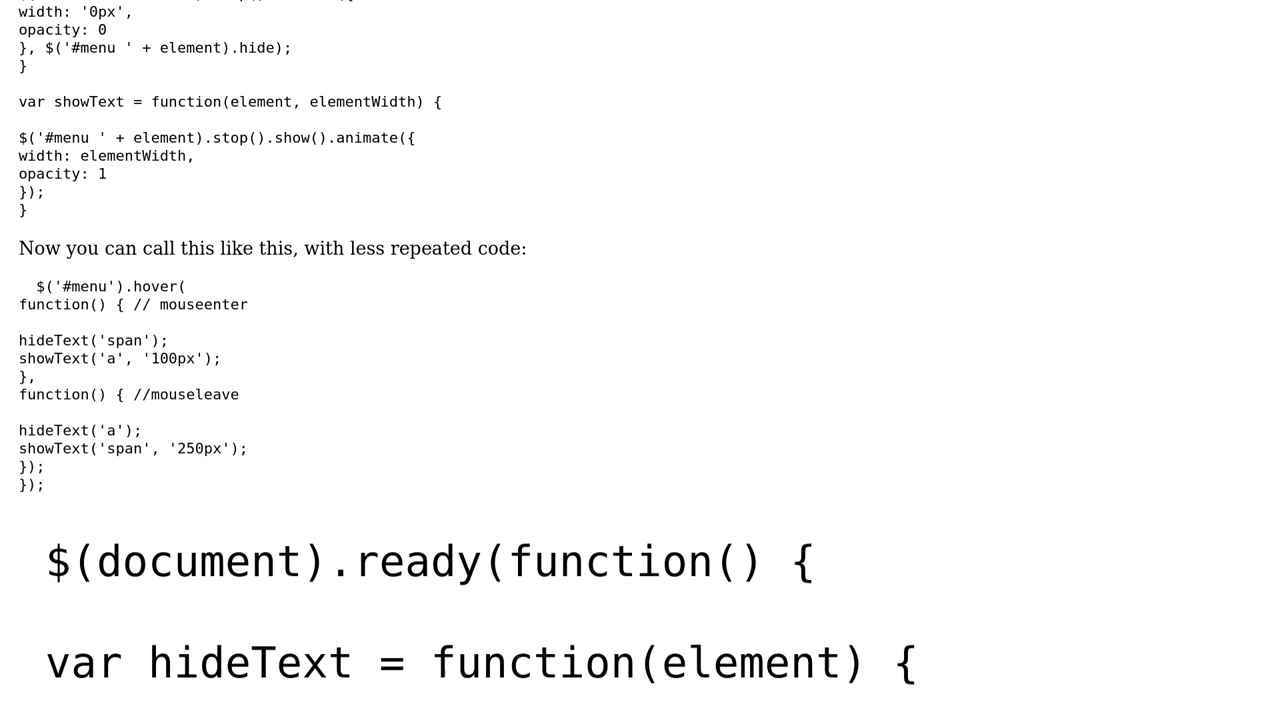 width: '0px',
opacity: 0
}, $('#menu ' + element).hide);
}
var showText = function(element, elementWidth) {
$('#menu ' + element).stop().show().animate({
width: elementWidth,
opacity: 1
});
}
Now you can call this like this, with less repeated code:
$('#menu').hover(
function() { // mouseenter
hideText('span');
showText('a', '100px');
},
function() { //mouseleave
hideText('a');
showText('span', '250px');
});
});
$(document).ready(function() {
var hideText = function(element) {